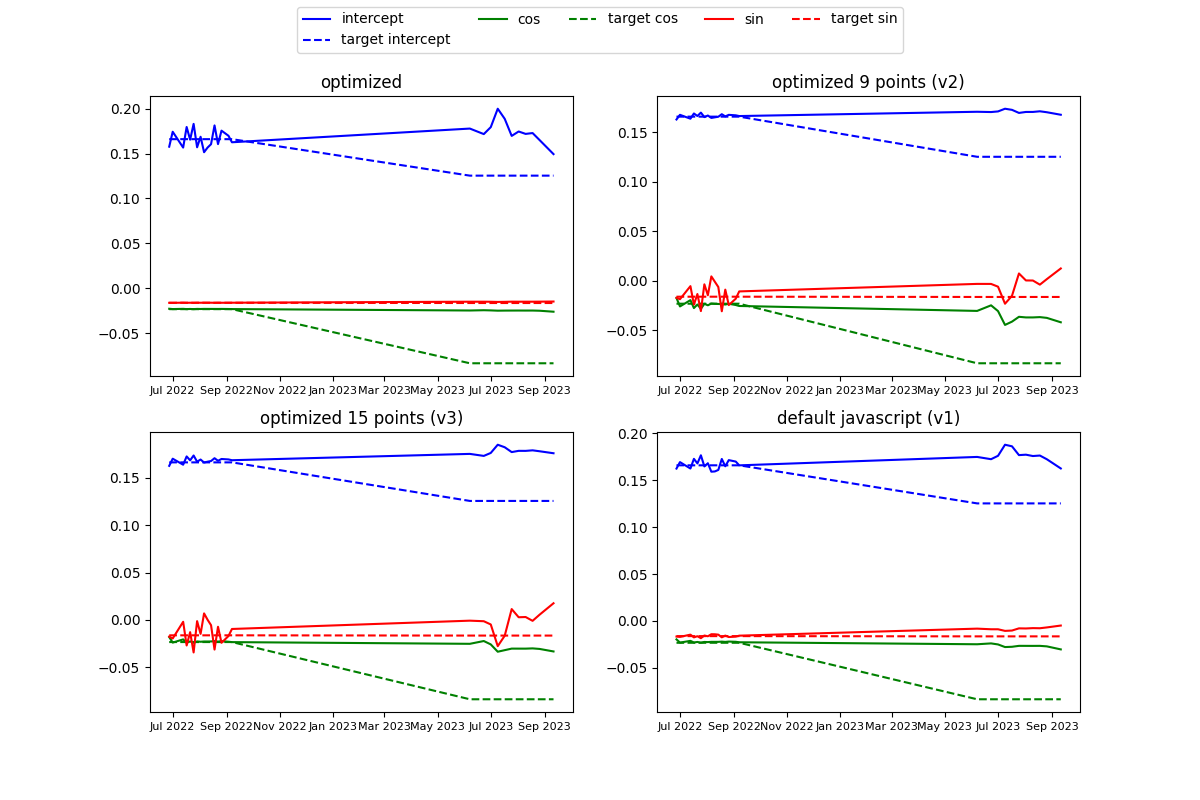 intercept cos target cos sin target sin
target intercept
optimized
0.20
0.15
0.10
0.05
0.00
−0.05
Jul 2022 Sep 2022 Nov 2022 Jan 2023 Mar 2023 May 2023 Jul 2023 Sep 2023
optimized 9 points (v2)
0.15
0.10
0.05
0.00
−0.05
Jul 2022 Sep 2022 Nov 2022 Jan 2023 Mar 2023 May 2023 Jul 2023 Sep 2023
optimized 15 points (v3)
0.15
0.10
0.05
0.00
−0.05
Jul 2022 Sep 2022 Nov 2022 Jan 2023 Mar 2023 May 2023 Jul 2023 Sep 2023
default javascript (v1)
0.20
0.15
0.10
0.05
0.00
−0.05
Jul 2022 Sep 2022 Nov 2022 Jan 2023 Mar 2023 May 2023 Jul 2023 Sep 2023